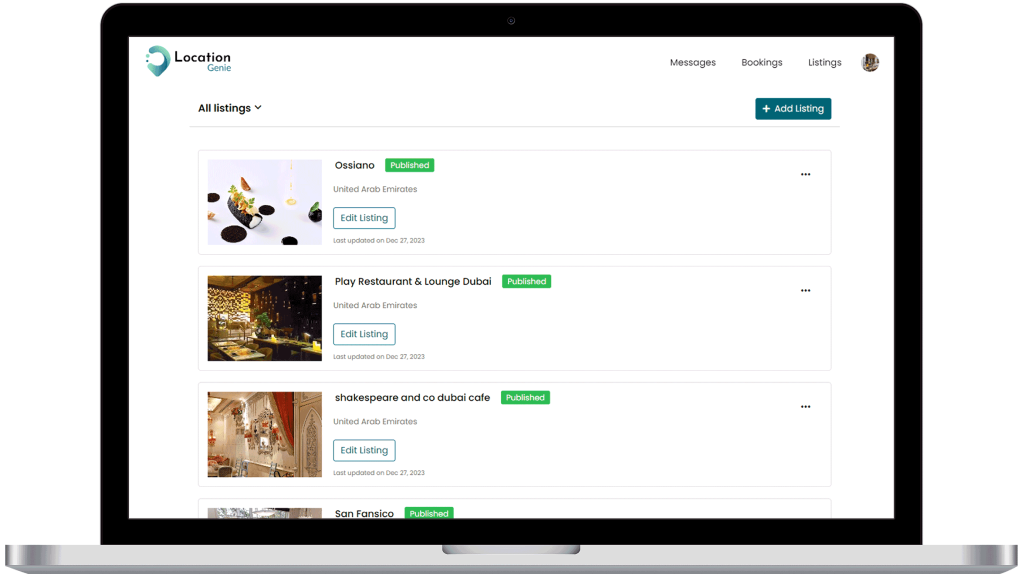 Location
Genie
Messages
Bookings
Listings
All listings
+ Add Listing
Ossiano
Published
United Arab Emirates
Edit Listing
Last updated on Dec 27, 2023
Play Restaurant & Lounge Dubai
Published
United Arab Emirates
Edit Listing
Last updated on Dec 27, 2023
shakespeare and co dubai cafe
Published
United Arab Emirates
Edit Listing
Last updated on Dec 27, 2023
San Fansico
Published